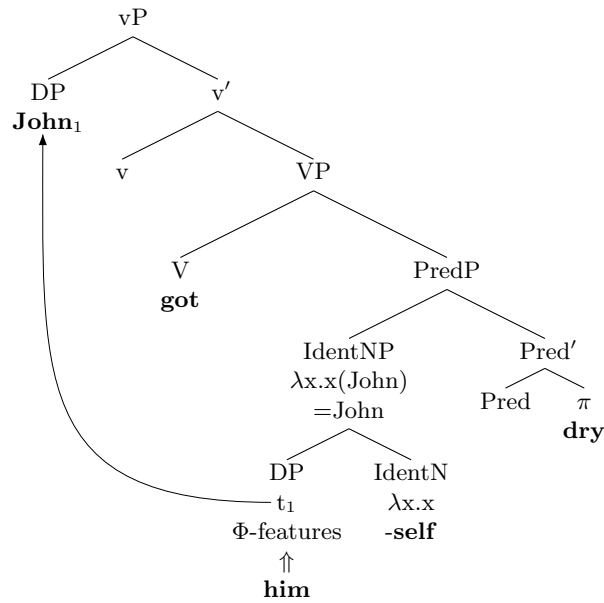 vP
DP v′
John₁
v VP
V PredP
got
IdentNP Pred′
λx.x(John)
=John Pred π
dry
DP IdentN
t₁ λx.x
Φ-features -self
⇑
him